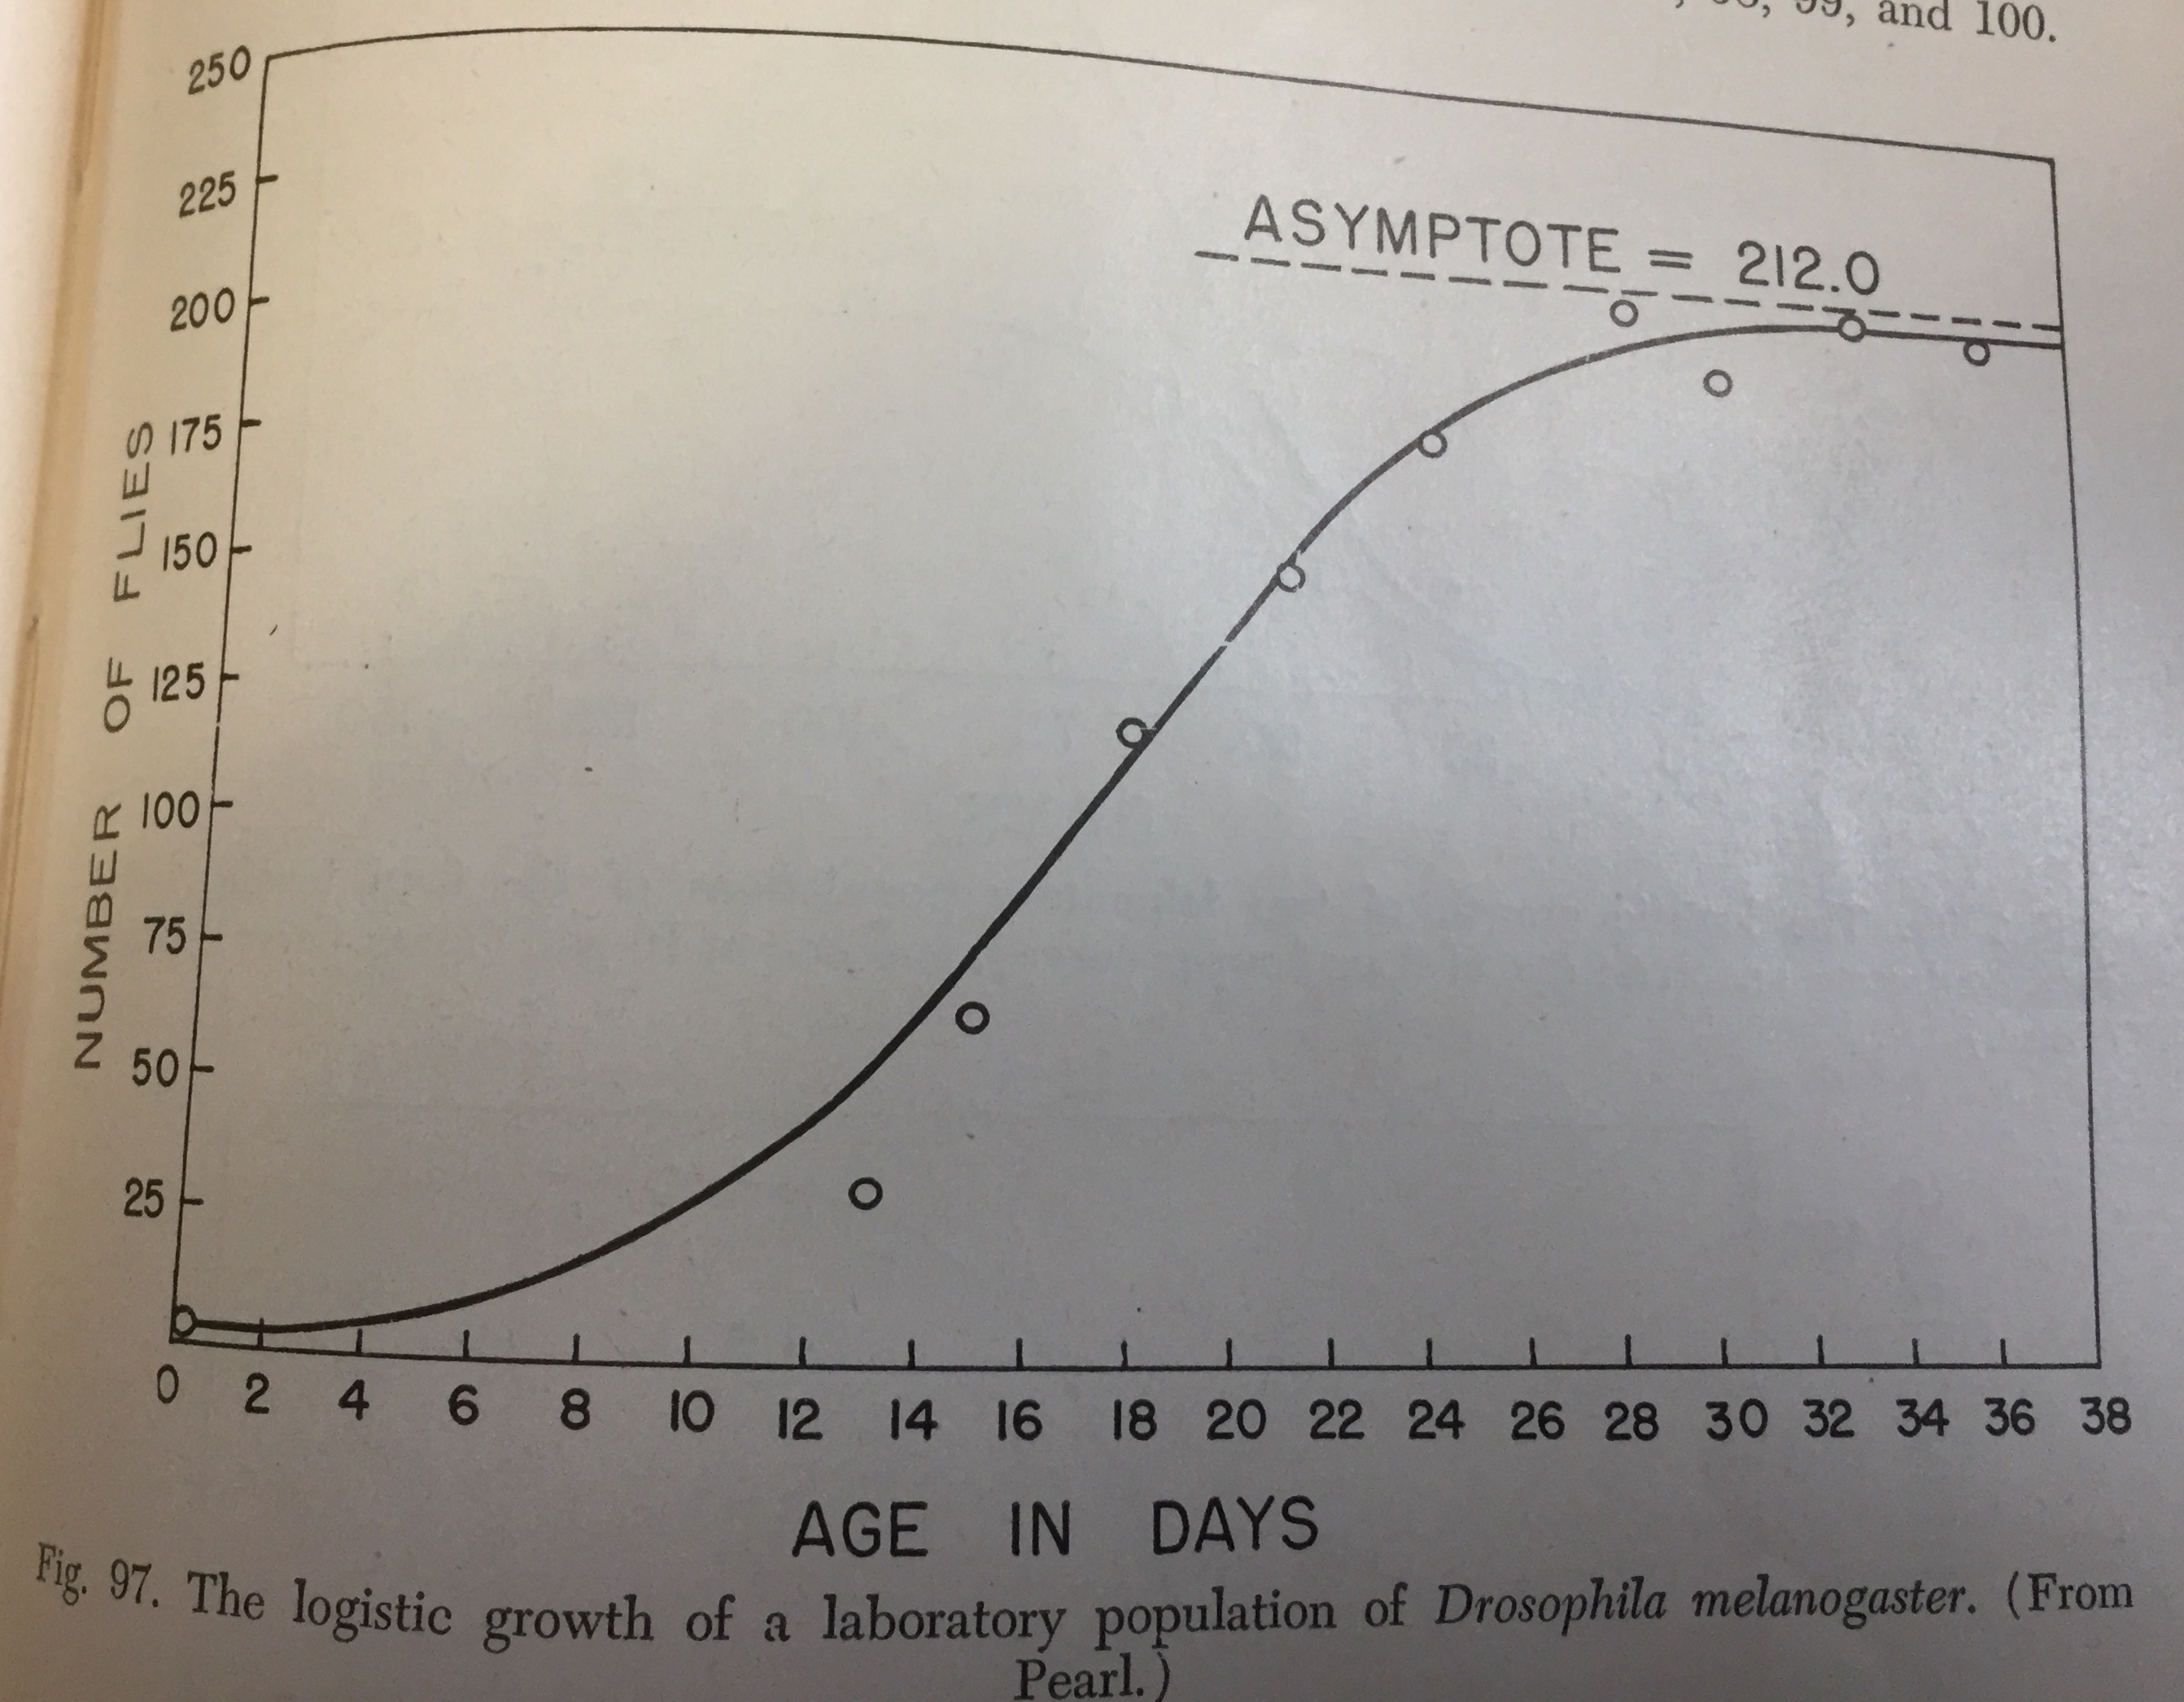 99, and 100.
250
225
200
175
150
125
100
75
50
25
NUMBER OF FLIES
ASYMPTOTE = 212.0
0 2 4 6 8 10 12 14 16 18 20 22 24 26 28 30 32 34 36 38
AGE IN DAYS
Fig. 97. The logistic growth of a laboratory population of Drosophila melanogaster. (From
Pearl.)